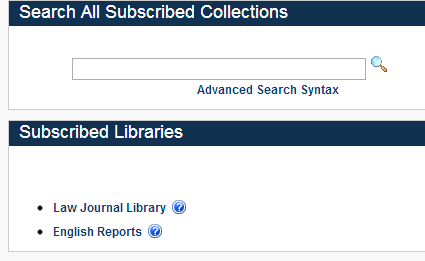 Search All Subscribed Collections
Advanced Search Syntax
Subscribed Libraries
Law Journal Library ?
English Reports ?